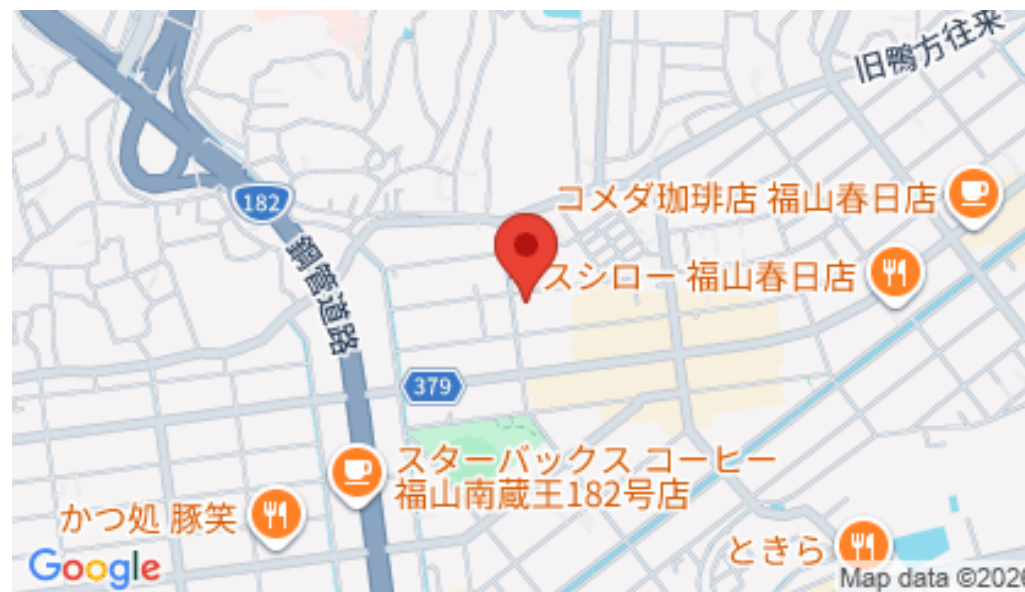 旧鴨方往来
コメダ珈琲店 福山春日店
182
スシロー 福山春日店
鋼管道路
379
スターバックス コーヒー
福山南蔵王182号店
かつ処 豚笑
ときら
Google
Map data ©2026